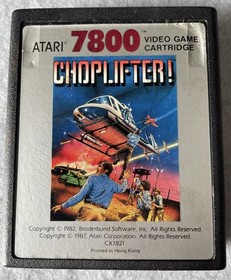 ATARI 7800™ VIDEO GAME CARTRIDGE
CHOPLIFTER!
Copyright © 1982, Broderbund Software, Inc. All Rights Reserved.
Copyright © 1987, Atari Corporation. All Rights Reserved.
CX7821
Printed in Hong Kong